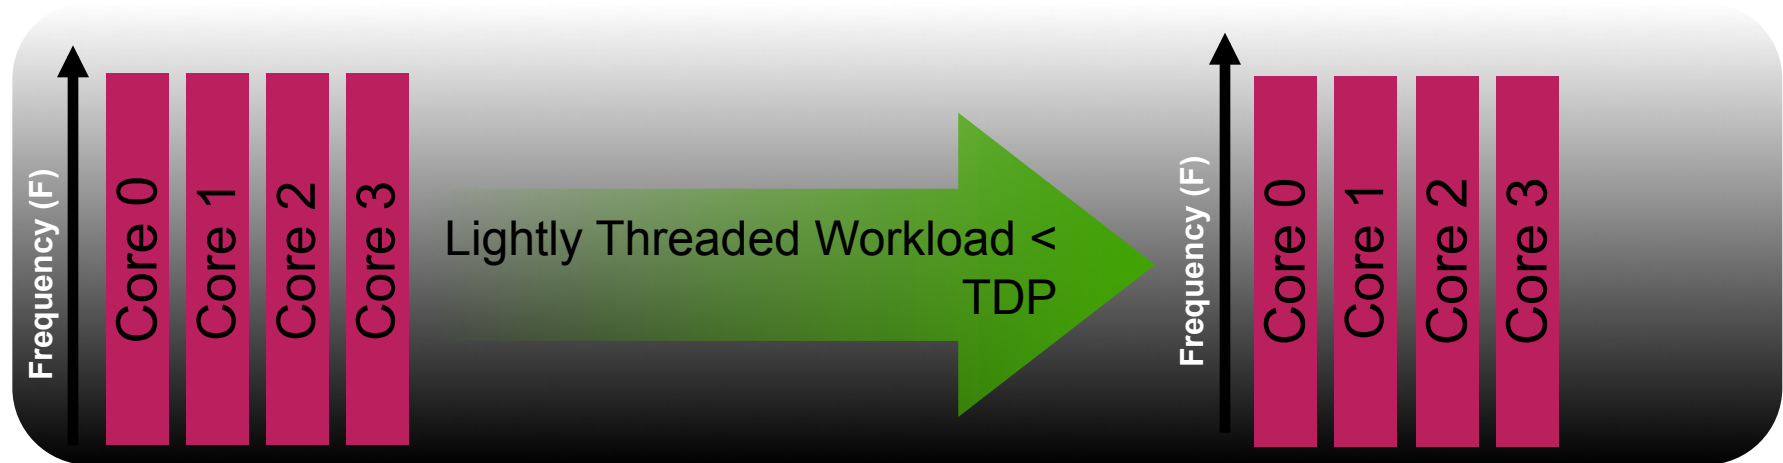 Frequency (F)
Core 0
Core 1
Core 2
Core 3
Lightly Threaded Workload <
TDP
Frequency (F)
Core 0
Core 1
Core 2
Core 3